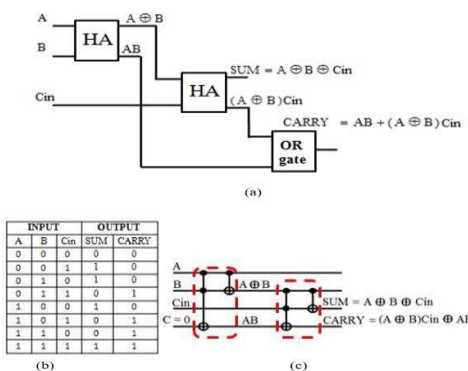 A
A ⊕ B
HA
B
AB
SUM = A ⊕ B ⊕ Cin
HA
Cin
(A ⊕ B)Cin
CARRY = AB + (A ⊕ B)Cin
OR
gate
(a)
INPUT OUTPUT
A B Cin SUM CARRY
0 0 0 0 0
0 0 1 1 0
0 1 0 1 0
0 1 1 0 1
1 0 0 1 0
1 0 1 0 1
1 1 0 0 1
1 1 1 1 1
(b)
A
B
A ⊕ B
Cin
SUM = A ⊕ B ⊕ Cin
C = 0
AB
CARRY = (A ⊕ B)Cin ⊕
(c)